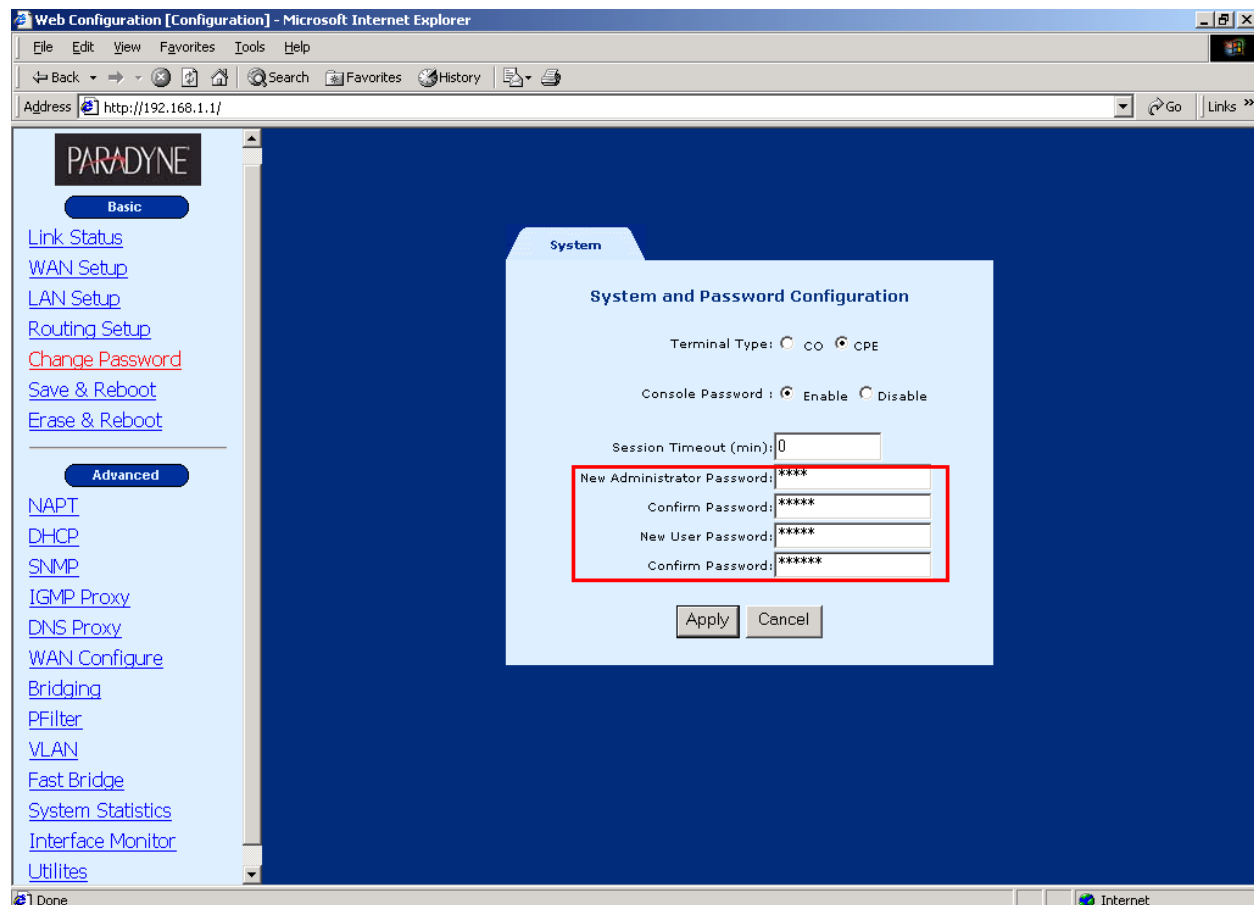 Web Configuration [Configuration] - Microsoft Internet Explorer
File Edit View Favorites Tools Help
Back Search Favorites History
Address http://192.168.1.1/ Go Links »
PARADYNE
Basic
Link Status
WAN Setup
LAN Setup
Routing Setup
Change Password
Save & Reboot
Erase & Reboot
Advanced
NAPT
DHCP
SNMP
IGMP Proxy
DNS Proxy
WAN Configure
Bridging
PFilter
VLAN
Fast Bridge
System Statistics
Interface Monitor
Utilites
System
System and Password Configuration
Terminal Type: CO CPE
Console Password : Enable Disable
Session Timeout (min): 0
New Administrator Password: ****
Confirm Password: *****
New User Password: *****
Confirm Password: ******
Apply Cancel
Done Internet